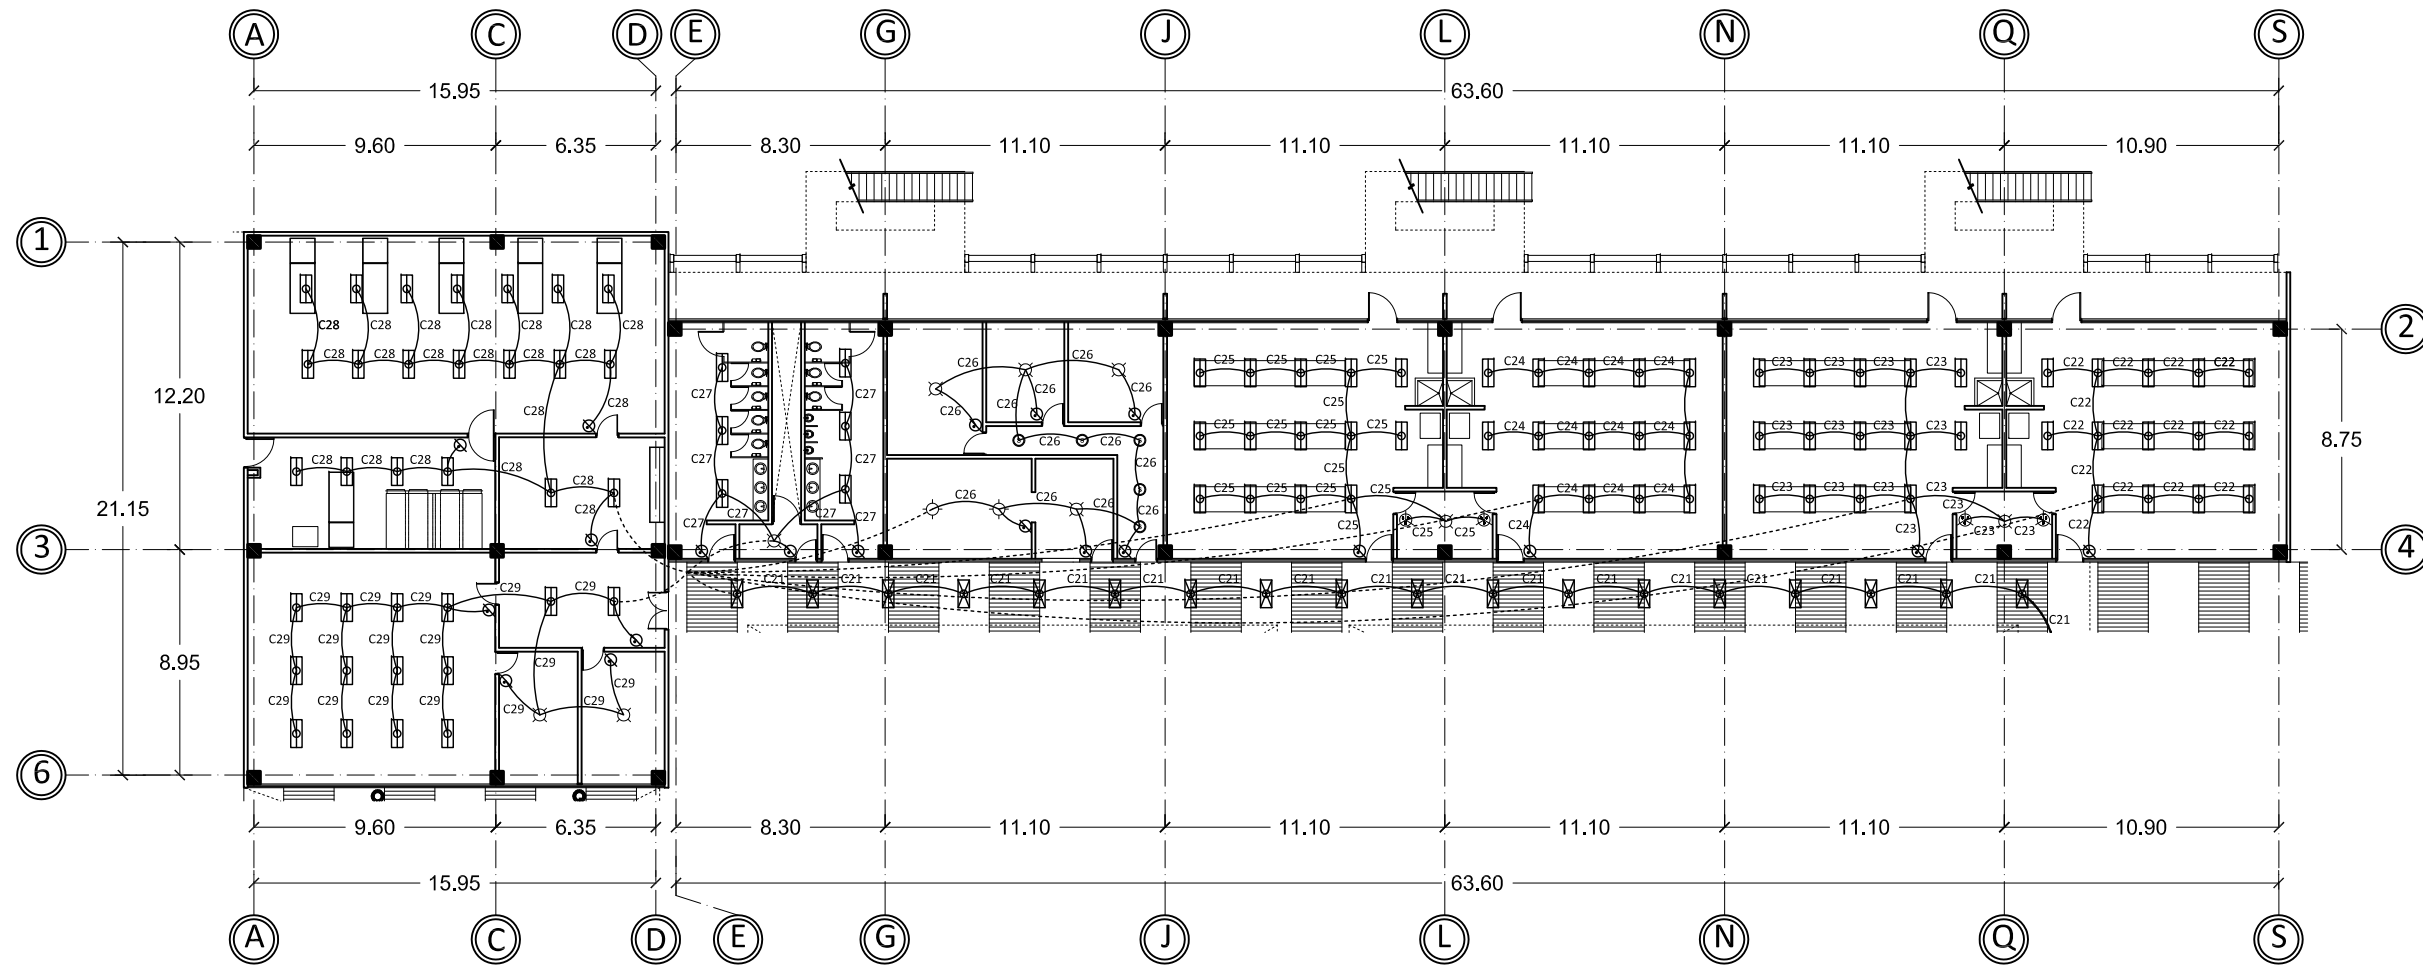 A C D E G J L N Q S
15.95 63.60
9.60 6.35 8.30 11.10 11.10 11.10 11.10 10.90
1
2
C28 C28 C28 C28 C28 C28 C28
C28 C28 C28 C28 C28 C28
C26 C26
C25 C25 C25 C25 C24 C24 C24 C24 C23 C23 C23 C23 C22 C22 C22 C22
12.20
C28 C28 C27 C27 C26 C26 C26 C26 C25 C22
C26 C26
C25 C25 C25 C25 C24 C24 C24 C24 C23 C23 C23 C23 C22 C22 C22 C22
8.75
C28 C28 C28 C28 C28 C28 C27 C27 C26 C25 C22
21.15
C26 C26 C26 C26
C25 C25 C25 C25 C24 C24 C24 C23 C23 C23 C23 C22 C22 C22
C28 C27 C27 C27 C27 C25 C25 C25 C24 C23 C23 C23 C22
3
4
C21 C21 C21 C21 C21 C21 C21 C21 C21 C21 C21 C21 C21 C21 C21 C21 C21
C29 C29 C29 C29 C29
C21
C29 C29 C29 C29
8.95
C29 C29
C29 C29 C29 C29 C29
6
9.60 6.35 8.30 11.10 11.10 11.10 11.10 10.90
15.95 63.60
A C D E G J L N Q S